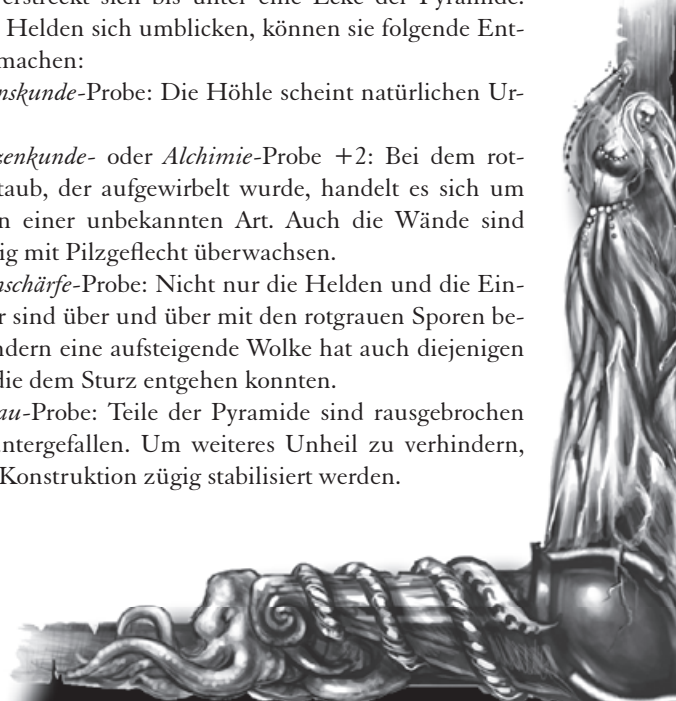 erstreckt sich bis unter eine Ecke der Pyramide.
Helden sich umblicken, können sie folgende Ent-
machen:
nskunde-Probe: Die Höhle scheint natürlichen Ur-
zenkunde- oder Alchimie-Probe +2: Bei dem rot-
taub, der aufgewirbelt wurde, handelt es sich um
n einer unbekannten Art. Auch die Wände sind
ig mit Pilzgeflecht überwachsen.
nschärfe-Probe: Nicht nur die Helden und die Ein-
r sind über und über mit den rotgrauen Sporen be-
ndern eine aufsteigende Wolke hat auch diejenigen
die dem Sturz entgehen konnten.
au-Probe: Teile der Pyramide sind rausgebrochen
untergefallen. Um weiteres Unheil zu verhindern,
Konstruktion zügig stabilisiert werden.